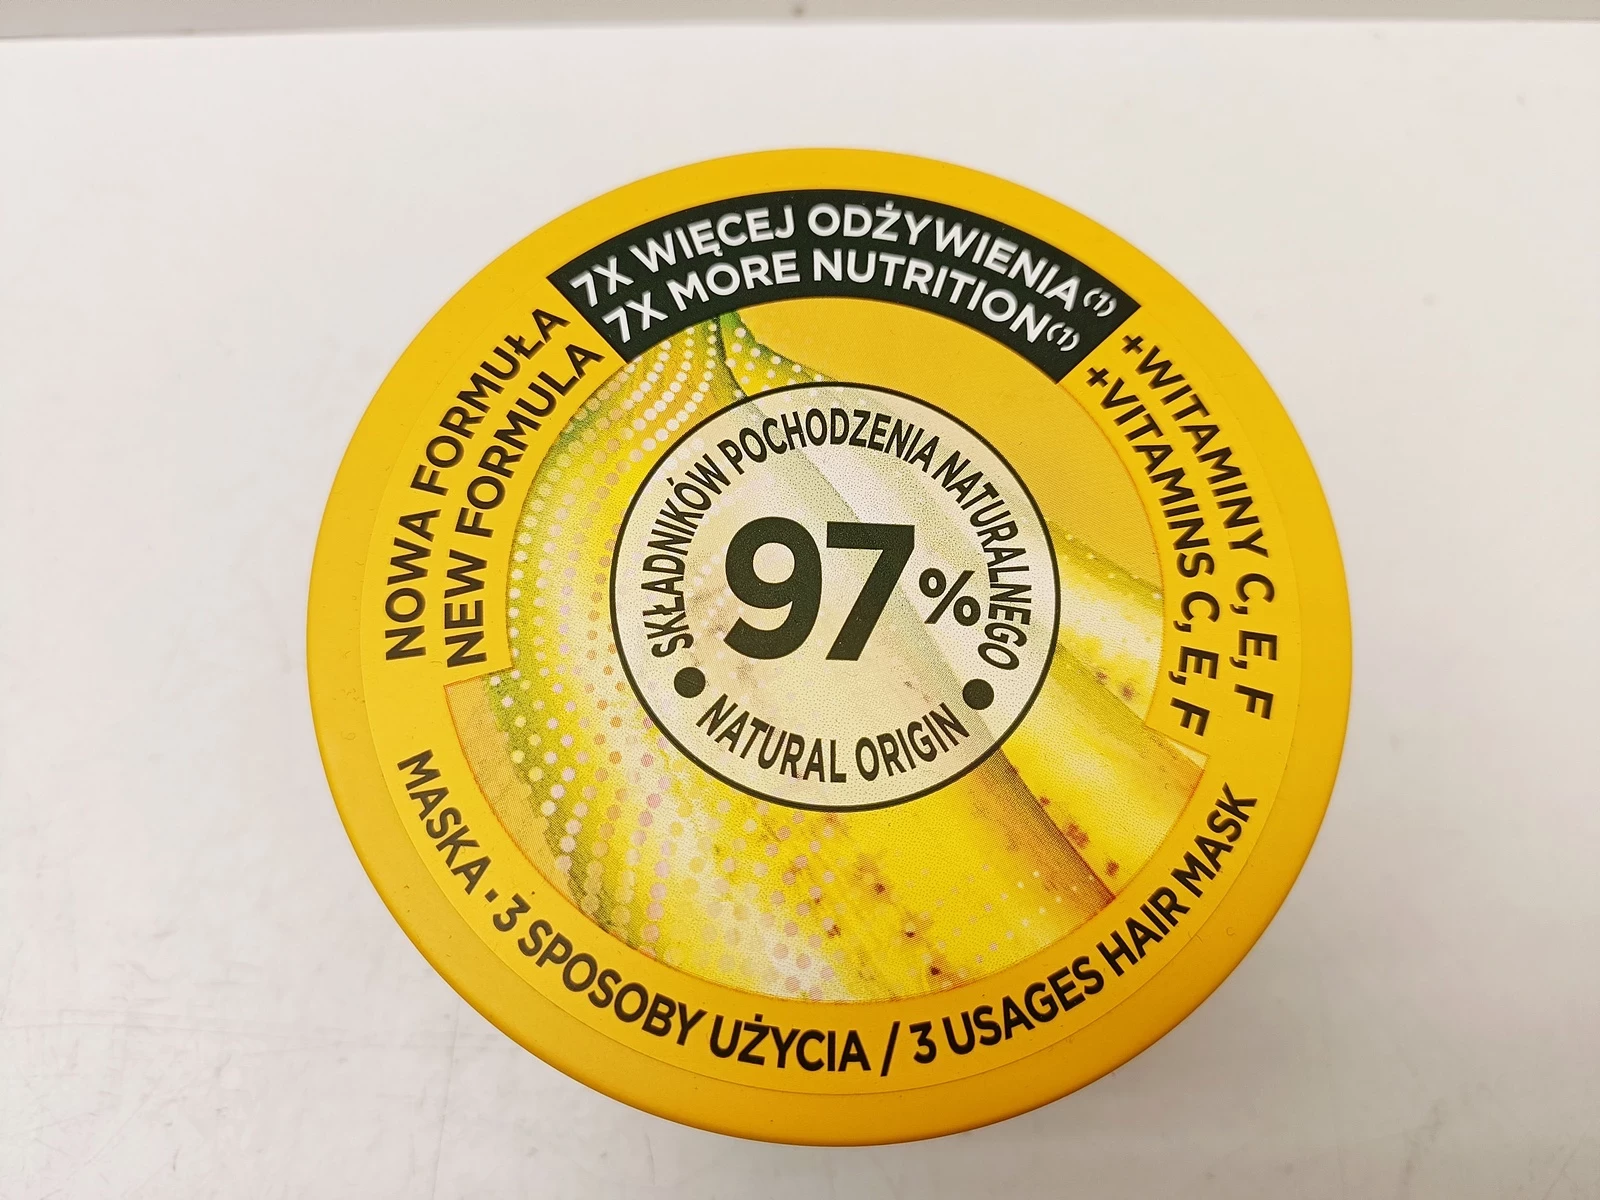 7X WIĘCEJ ODŻYWIENIA(1)
7X MORE NUTRITION(1)
NOWA FORMUŁA
NEW FORMULA
+WITAMINY C, E, F
+VITAMINS C, E, F
SKŁADNIKÓW POCHODZENIA NATURALNEGO
97%
• NATURAL ORIGIN •
MASKA · 3 SPOSOBY UŻYCIA / 3 USAGES HAIR MASK